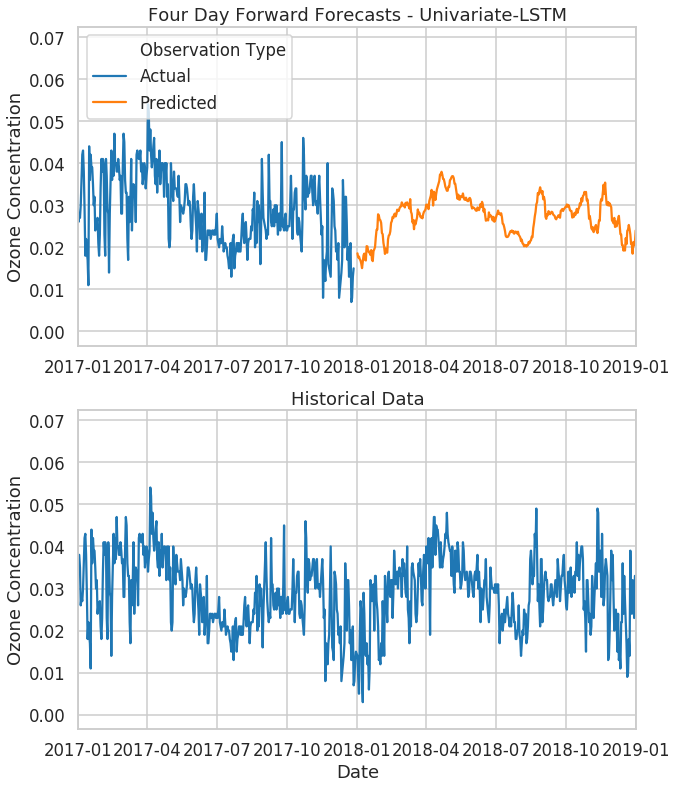 Four Day Forward Forecasts - Univariate-LSTM
0.07
0.06
0.05
0.04
0.03
0.02
0.01
0.00
Ozone Concentration
Observation Type
Actual
Predicted
2017-01 2017-04 2017-07 2017-10 2018-01 2018-04 2018-07 2018-10 2019-01
Historical Data
0.07
0.06
0.05
0.04
0.03
0.02
0.01
0.00
Ozone Concentration
2017-01 2017-04 2017-07 2017-10 2018-01 2018-04 2018-07 2018-10 2019-01
Date